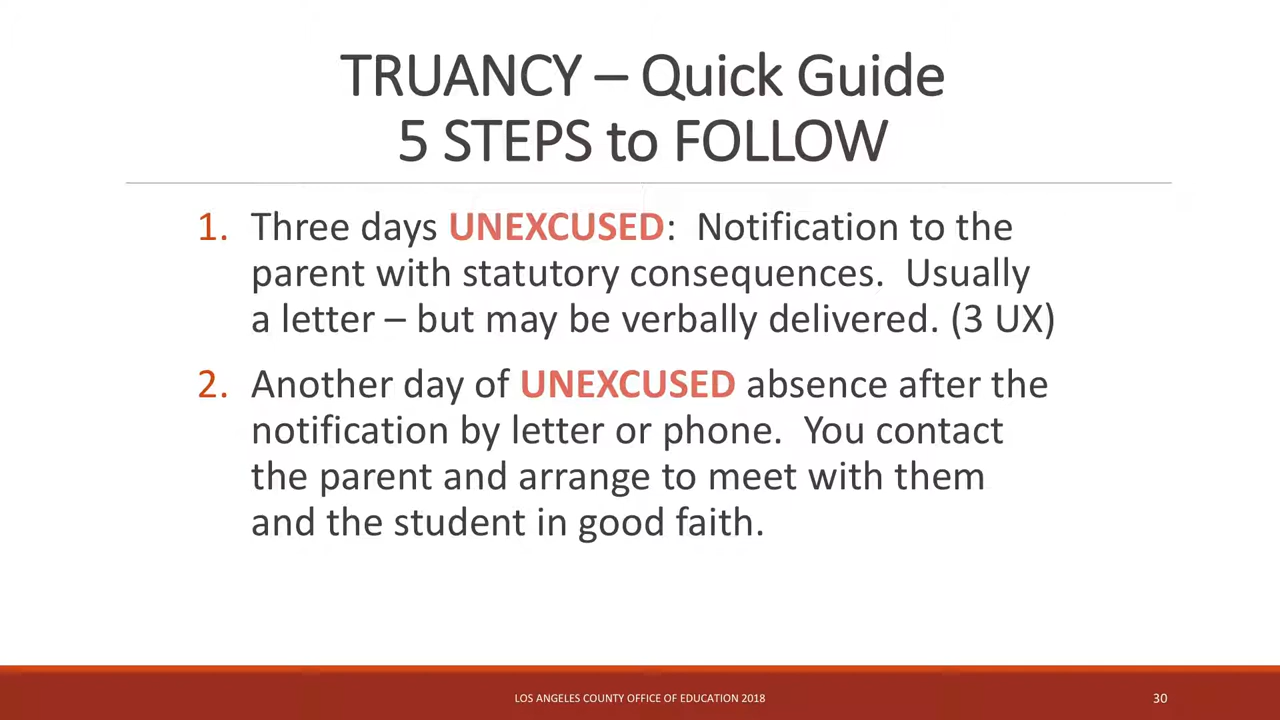 TRUANCY – Quick Guide
5 STEPS to FOLLOW
1. Three days UNEXCUSED: Notification to the
parent with statutory consequences. Usually
a letter – but may be verbally delivered. (3 UX)
2. Another day of UNEXCUSED absence after the
notification by letter or phone. You contact
the parent and arrange to meet with them
and the student in good faith.
LOS ANGELES COUNTY OFFICE OF EDUCATION 2018
30